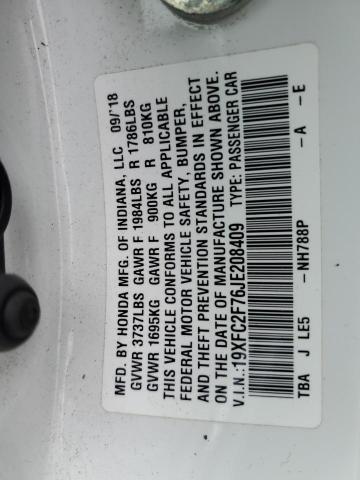 MFD. BY HONDA MFG. OF INDIANA, LLC 09/'18
GVWR 3737LBS GAWR F 1984LBS R 1786LBS
GVWR 1695KG GAWR F 900KG R 810KG
THIS VEHICLE CONFORMS TO ALL APPLICABLE
FEDERAL MOTOR VEHICLE SAFETY, BUMPER,
AND THEFT PREVENTION STANDARDS IN EFFECT
ON THE DATE OF MANUFACTURE SHOWN ABOVE.
V.I.N.:19XFC2F76JE208409 TYPE: PASSENGER CAR
TBA J LE5 -NH788P -A -E